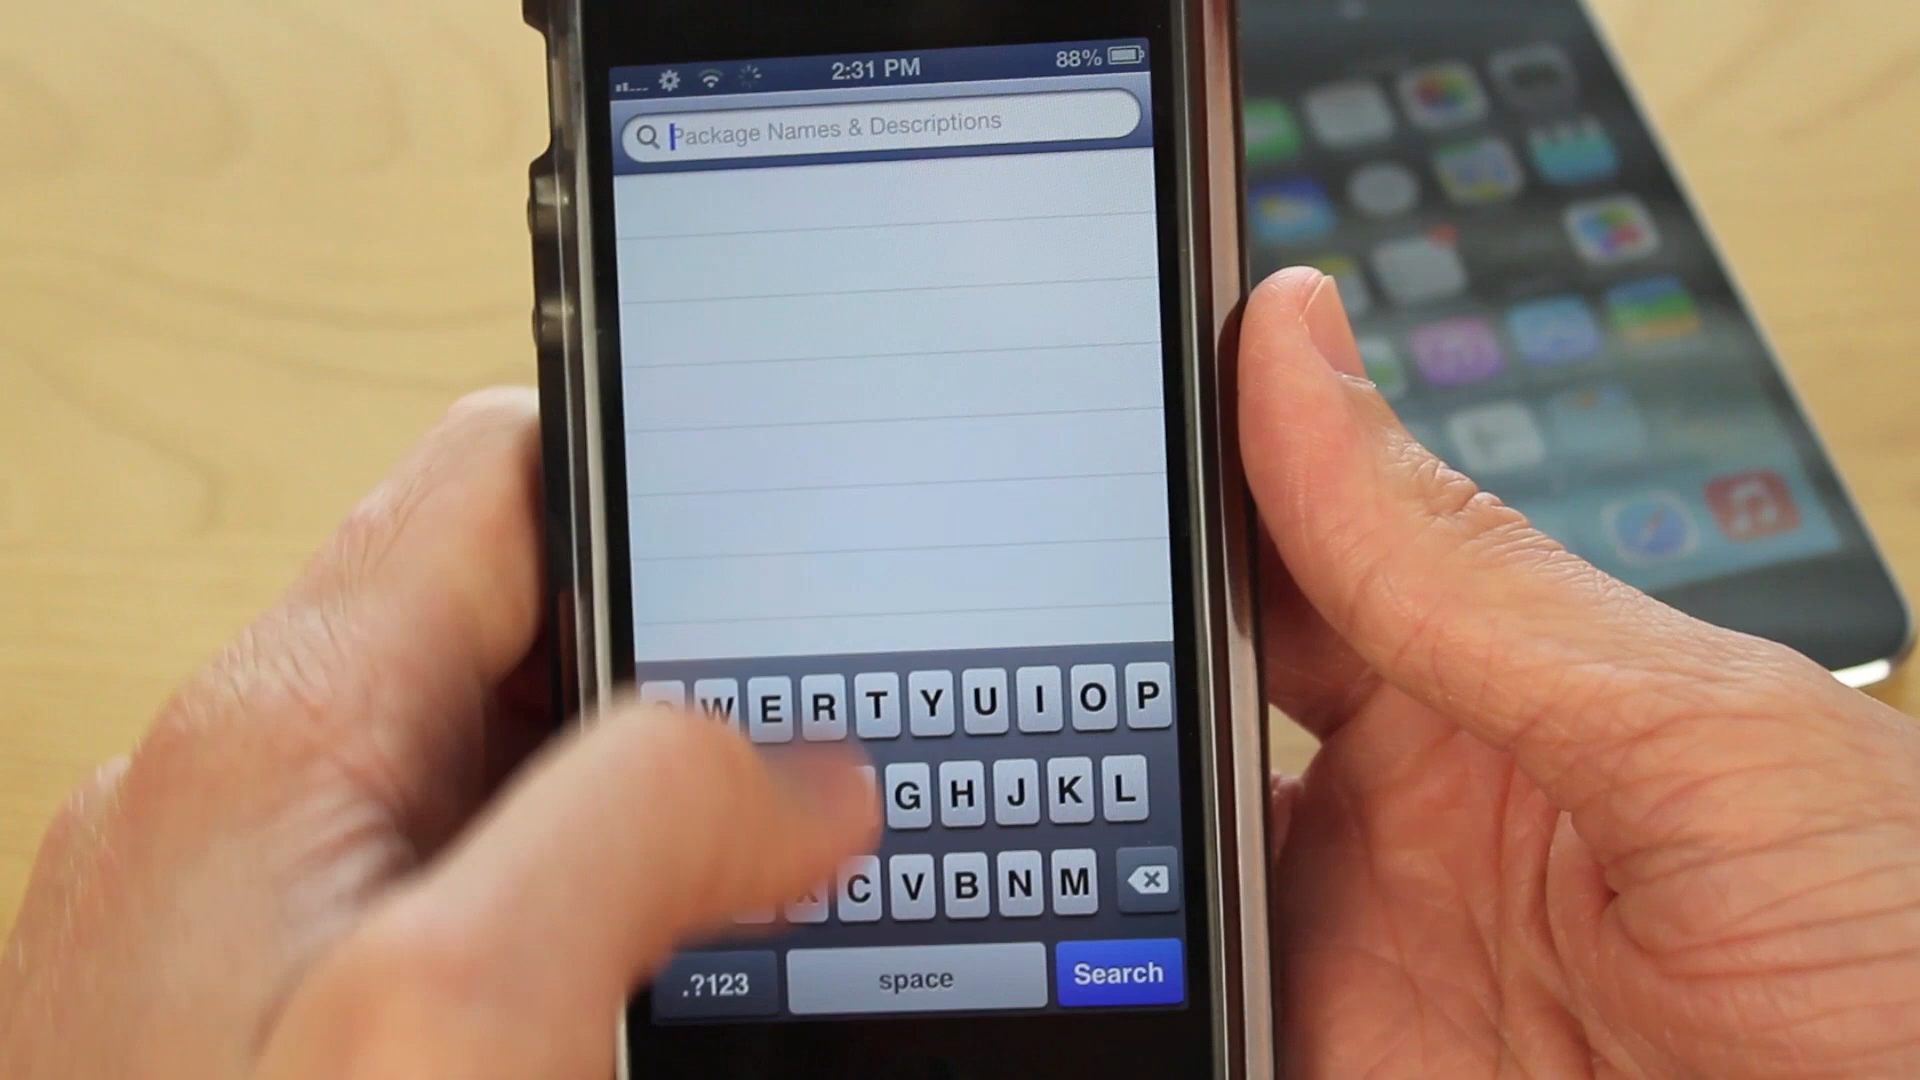 2:31 PM 88%
Package Names & Descriptions
W E R T Y U I O P
G H J K L
X C V B N M
.?123 space Search